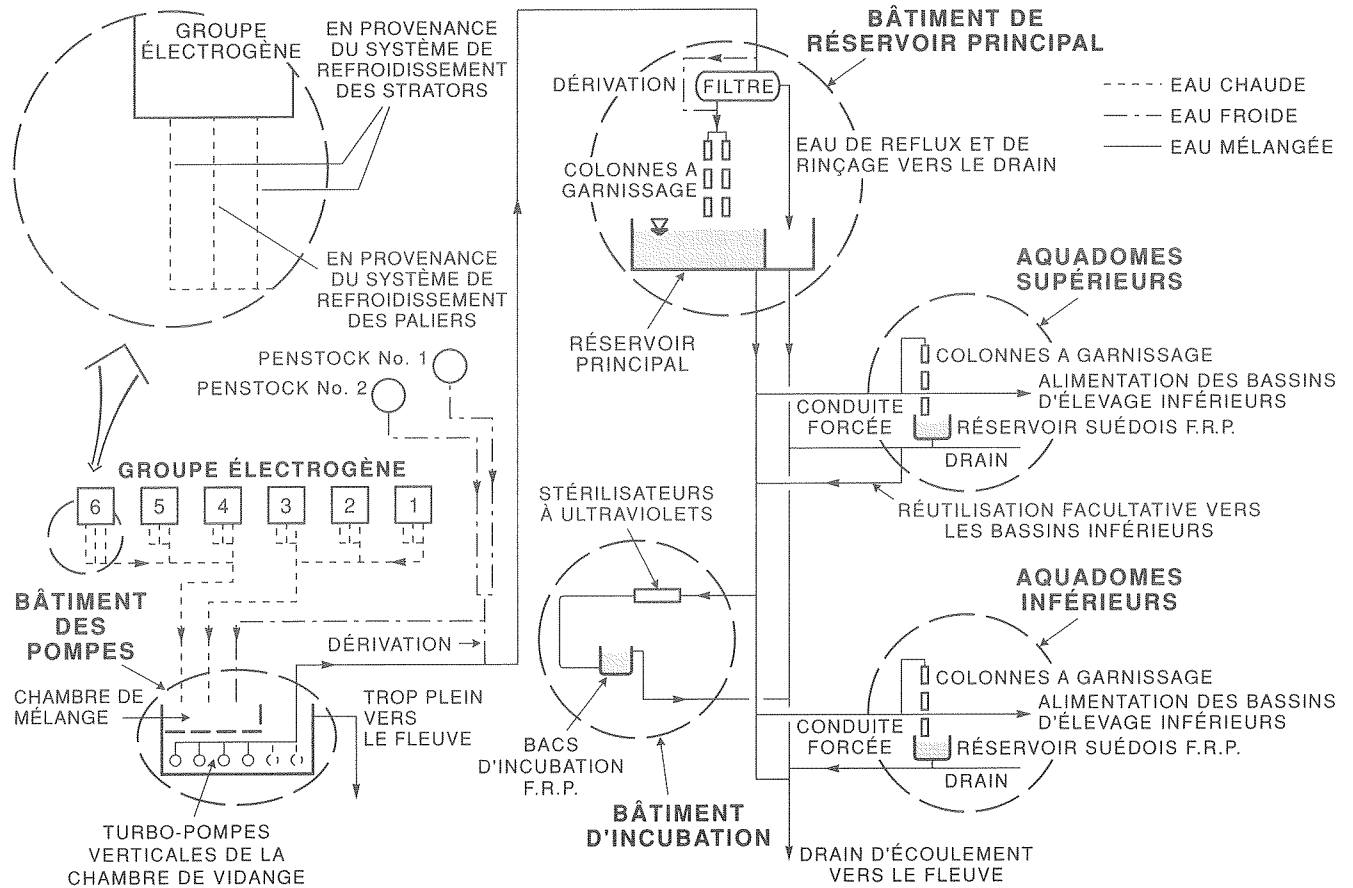 GROUPE
ÉLECTROGÈNE
EN PROVENANCE
DU SYSTÈME DE
REFROIDISSEMENT
DES STRATORS
EN PROVENANCE
DU SYSTÈME DE
REFROIDISSEMENT
DES PALIERS
BÂTIMENT DE
RÉSERVOIR PRINCIPAL
DÉRIVATION
FILTRE
EAU DE REFLUX ET DE
RINÇAGE VERS LE DRAIN
COLONNES A
GARNISSAGE
RÉSERVOIR
PRINCIPAL
EAU CHAUDE
EAU FROIDE
EAU MÉLANGÉE
PENSTOCK No. 1
PENSTOCK No. 2
GROUPE ÉLECTROGÈNE
6 5 4 3 2 1
AQUADOMES
SUPÉRIEURS
COLONNES A GARNISSAGE
ALIMENTATION DES BASSINS
D'ÉLEVAGE INFÉRIEURS
CONDUITE
FORCÉE
RÉSERVOIR SUÉDOIS F.R.P.
DRAIN
RÉUTILISATION FACULTATIVE VERS
LES BASSINS INFÉRIEURS
STÉRILISATEURS
À ULTRAVIOLETS
BACS
D'INCUBATION
F.R.P.
BÂTIMENT
D'INCUBATION
AQUADOMES
INFÉRIEURS
COLONNES A GARNISSAGE
ALIMENTATION DES BASSINS
D'ÉLEVAGE INFÉRIEURS
CONDUITE
FORCÉE
RÉSERVOIR SUÉDOIS F.R.P.
DRAIN
DRAIN D'ÉCOULEMENT
VERS LE FLEUVE
BÂTIMENT
DES
POMPES
DÉRIVATION
CHAMBRE DE
MÉLANGE
TROP PLEIN
VERS
LE FLEUVE
TURBO-POMPES
VERTICALES DE LA
CHAMBRE DE VIDANGE